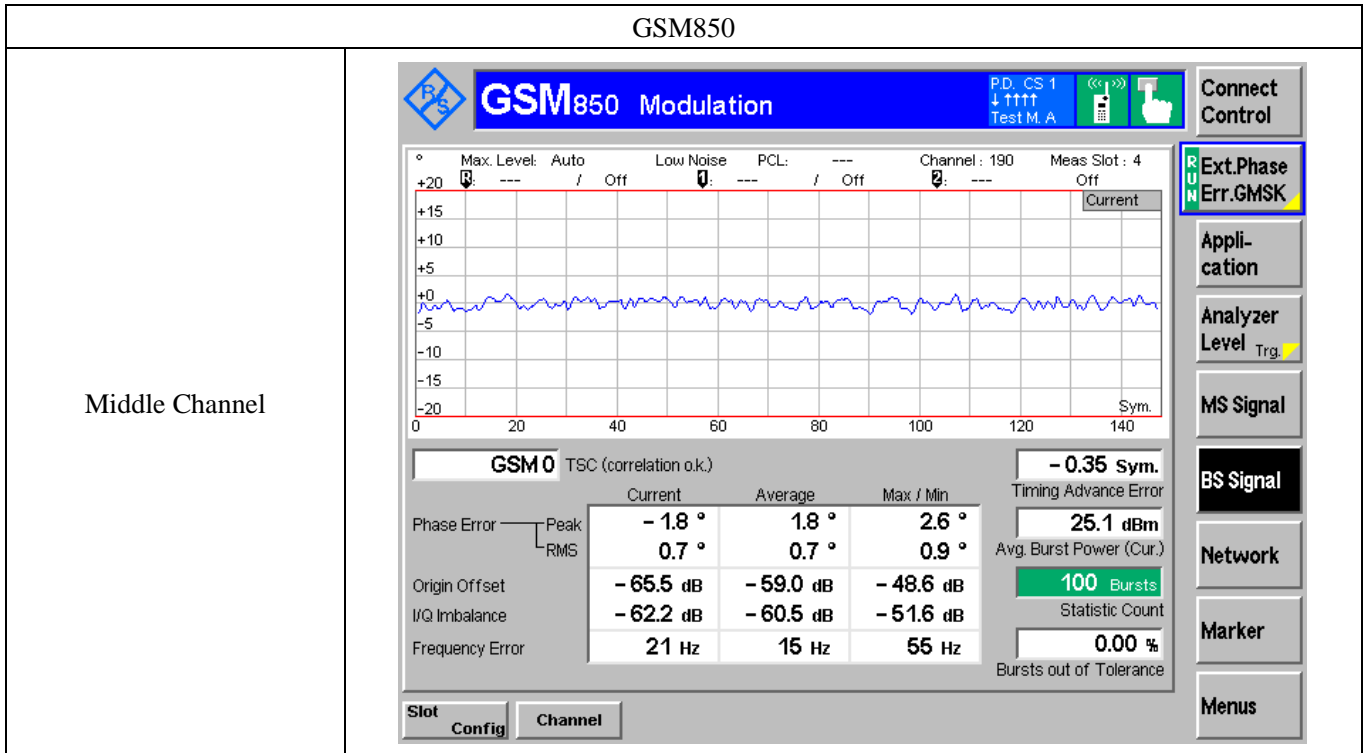 GSM850
Middle Channel
R&S GSM850 Modulation P.D. CS 1
↓ ↑↑↑↑
Test M. A
Connect
Control
° Max. Level: Auto Low Noise PCL: --- Channel : 190 Meas Slot : 4
R: --- / Off 1: --- / Off 2: --- Off
RUN
Ext.Phase
Err.GMSK
+20
Current
+15
+10
+5
+0
-5
-10
-15
-20
Sym.
0 20 40 60 80 100 120 140
Appli-
cation
Analyzer
Level Trg.
MS Signal
GSM 0 TSC (correlation o.k.)
Current Average Max / Min
Phase Error Peak – 1.8 ° 1.8 ° 2.6 °
RMS 0.7 ° 0.7 ° 0.9 °
Origin Offset – 65.5 dB – 59.0 dB – 48.6 dB
I/Q Imbalance – 62.2 dB – 60.5 dB – 51.6 dB
Frequency Error 21 Hz 15 Hz 55 Hz
– 0.35 Sym.
Timing Advance Error
25.1 dBm
Avg. Burst Power (Cur.)
100 Bursts
Statistic Count
0.00 %
Bursts out of Tolerance
BS Signal
Network
Marker
Menus
Slot
Config
Channel